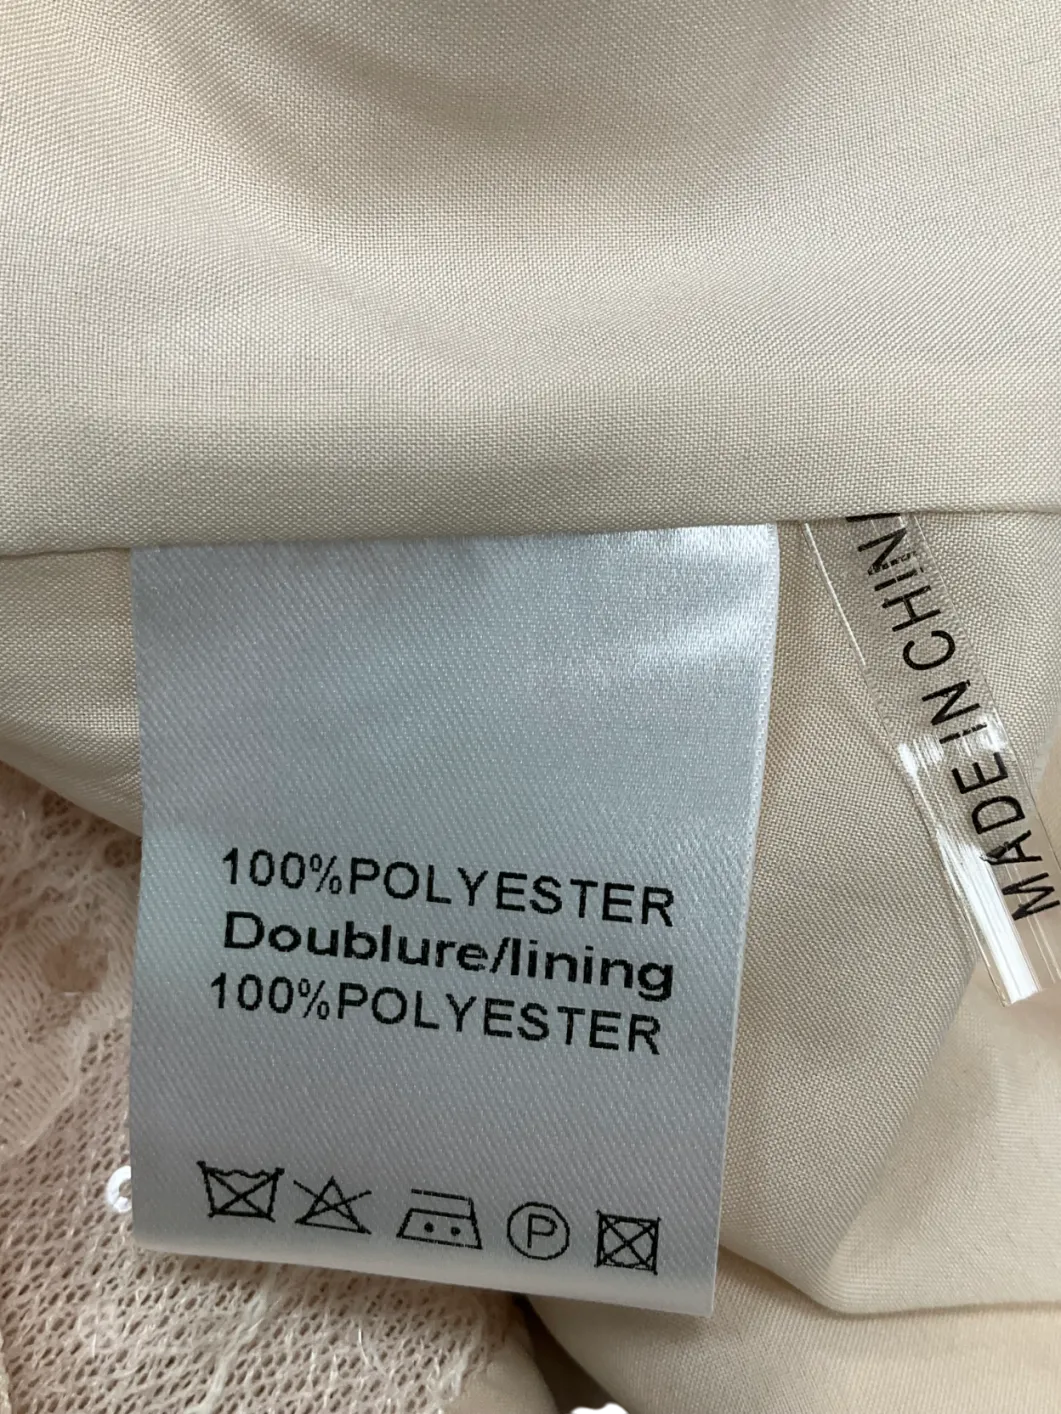 100%POLYESTER
Doublure/lining
100%POLYESTER
P
MADE IN CHIN